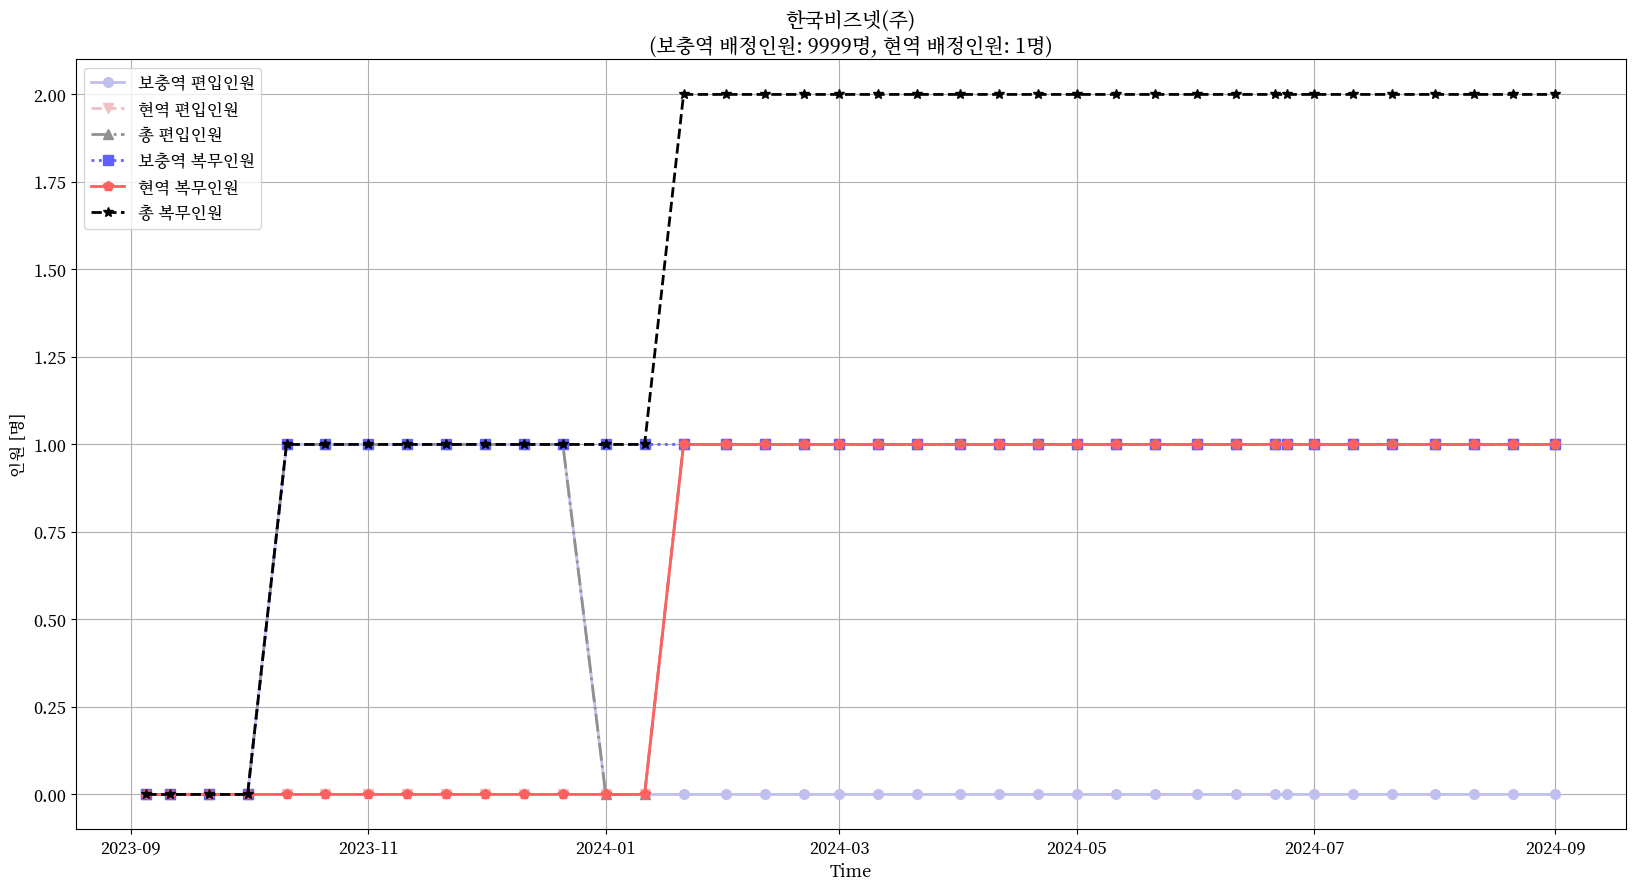 한국비즈넷(주)
(보충역 배정인원: 9999명, 현역 배정인원: 1명)
보충역 편입인원
현역 편입인원
총 편입인원
보충역 복무인원
현역 복무인원
총 복무인원
2.00
1.75
1.50
1.25
1.00
0.75
0.50
0.25
0.00
인원 [명]
2023-09
2023-11
2024-01
2024-03
2024-05
2024-07
2024-09
Time